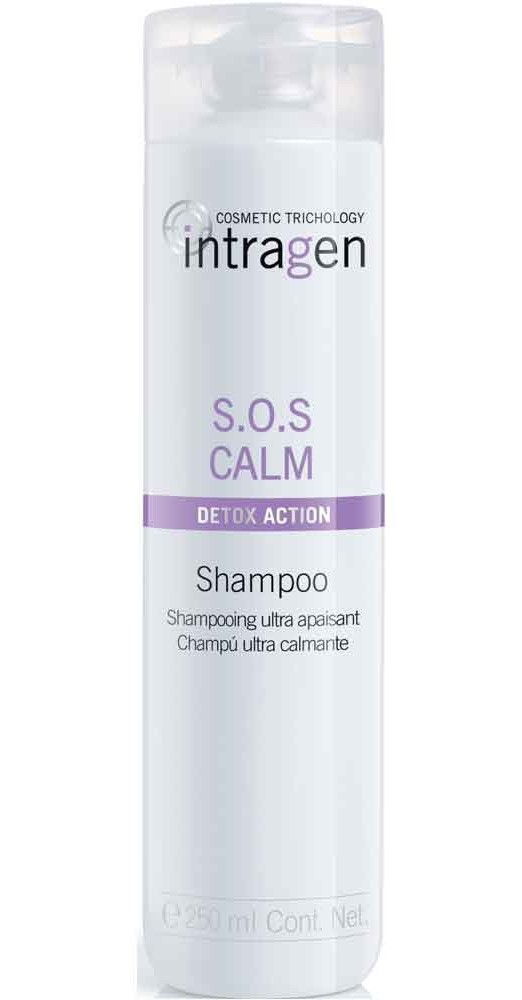 COSMETIC TRICHOLOGY
intragen
S.O.S
CALM
DETOX ACTION
Shampoo
Shampooing ultra apaisant
Champú ultra calmante
℮ 250 ml Cont. Net.